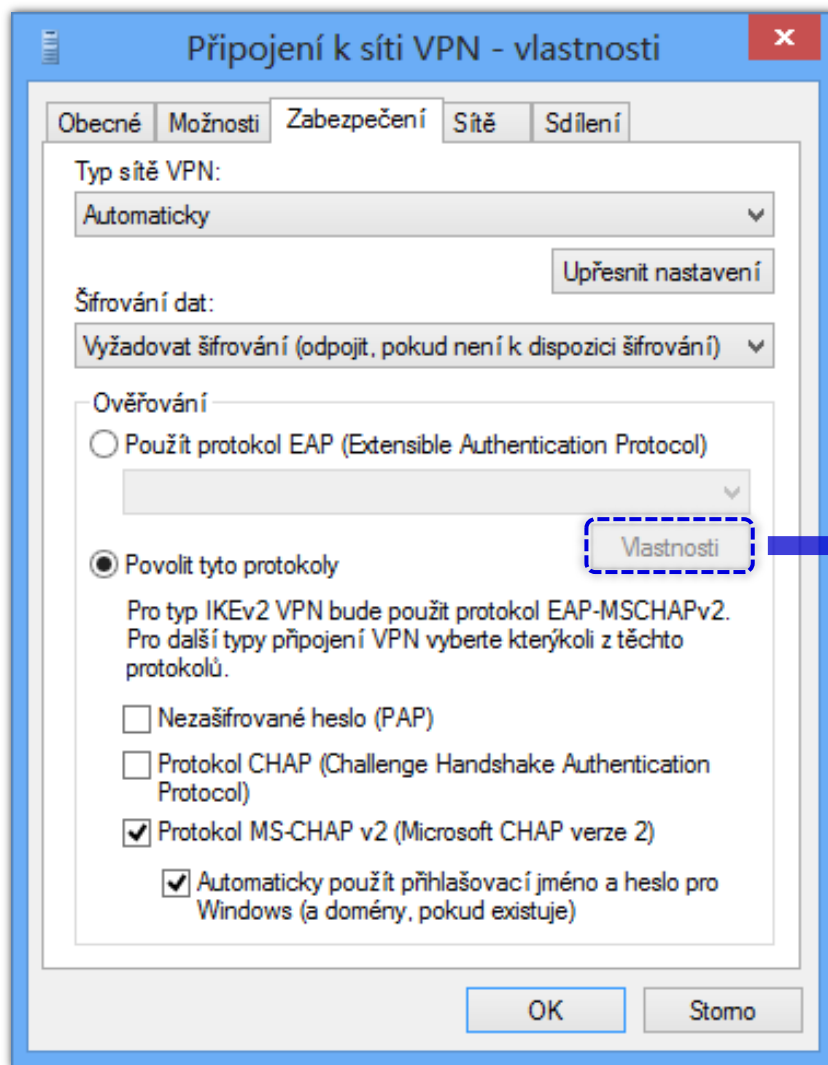 Připojení k síti VPN - vlastnosti
x
Obecné
Možnosti
Zabezpečení
Sítě
Sdílení
Typ sítě VPN:
Automaticky
Upřesnit nastavení
Šifrování dat:
Vyžadovat šifrování (odpojit, pokud není k dispozici šifrování)
Ověřování
Použít protokol EAP (Extensible Authentication Protocol)
Vlastnosti
Povolit tyto protokoly
Pro typ IKEv2 VPN bude použit protokol EAP-MSCHAPv2.
Pro další typy připojení VPN vyberte kterýkoli z těchto
protokolů.
Nezašifrované heslo (PAP)
Protokol CHAP (Challenge Handshake Authentication
Protocol)
Protokol MS-CHAP v2 (Microsoft CHAP verze 2)
Automaticky použít přihlašovací jméno a heslo pro
Windows (a domény, pokud existuje)
OK
Storno